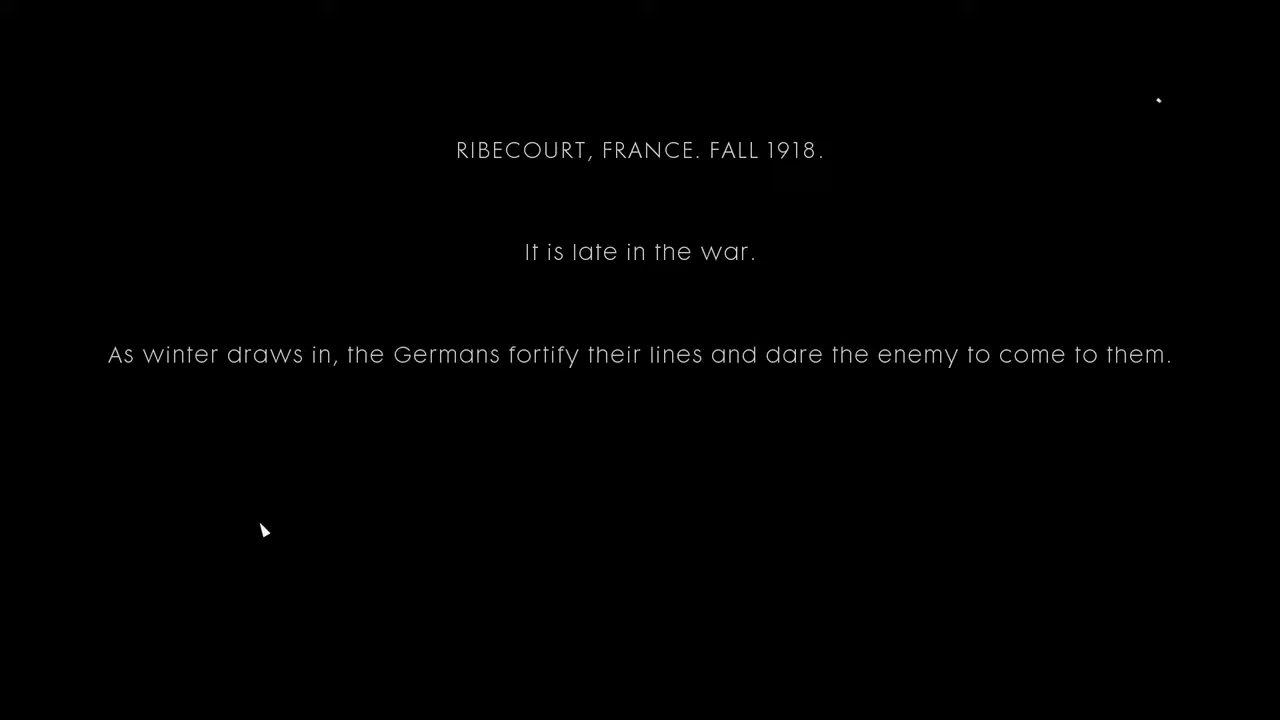 RIBECOURT, FRANCE. FALL 1918.
It is late in the war.
As winter draws in, the Germans fortify their lines and dare the enemy to come to them.